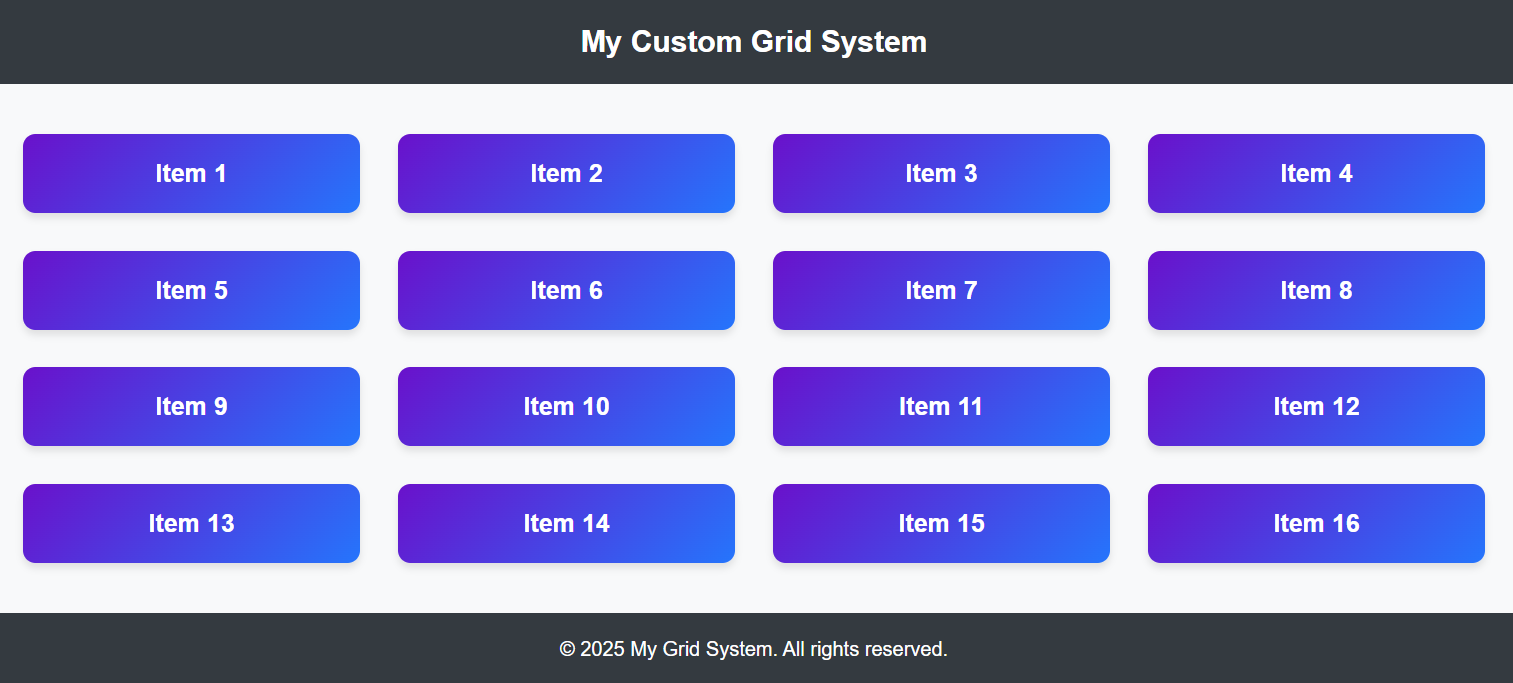 My Custom Grid System
Item 1
Item 2
Item 3
Item 4
Item 5
Item 6
Item 7
Item 8
Item 9
Item 10
Item 11
Item 12
Item 13
Item 14
Item 15
Item 16
© 2025 My Grid System. All rights reserved.